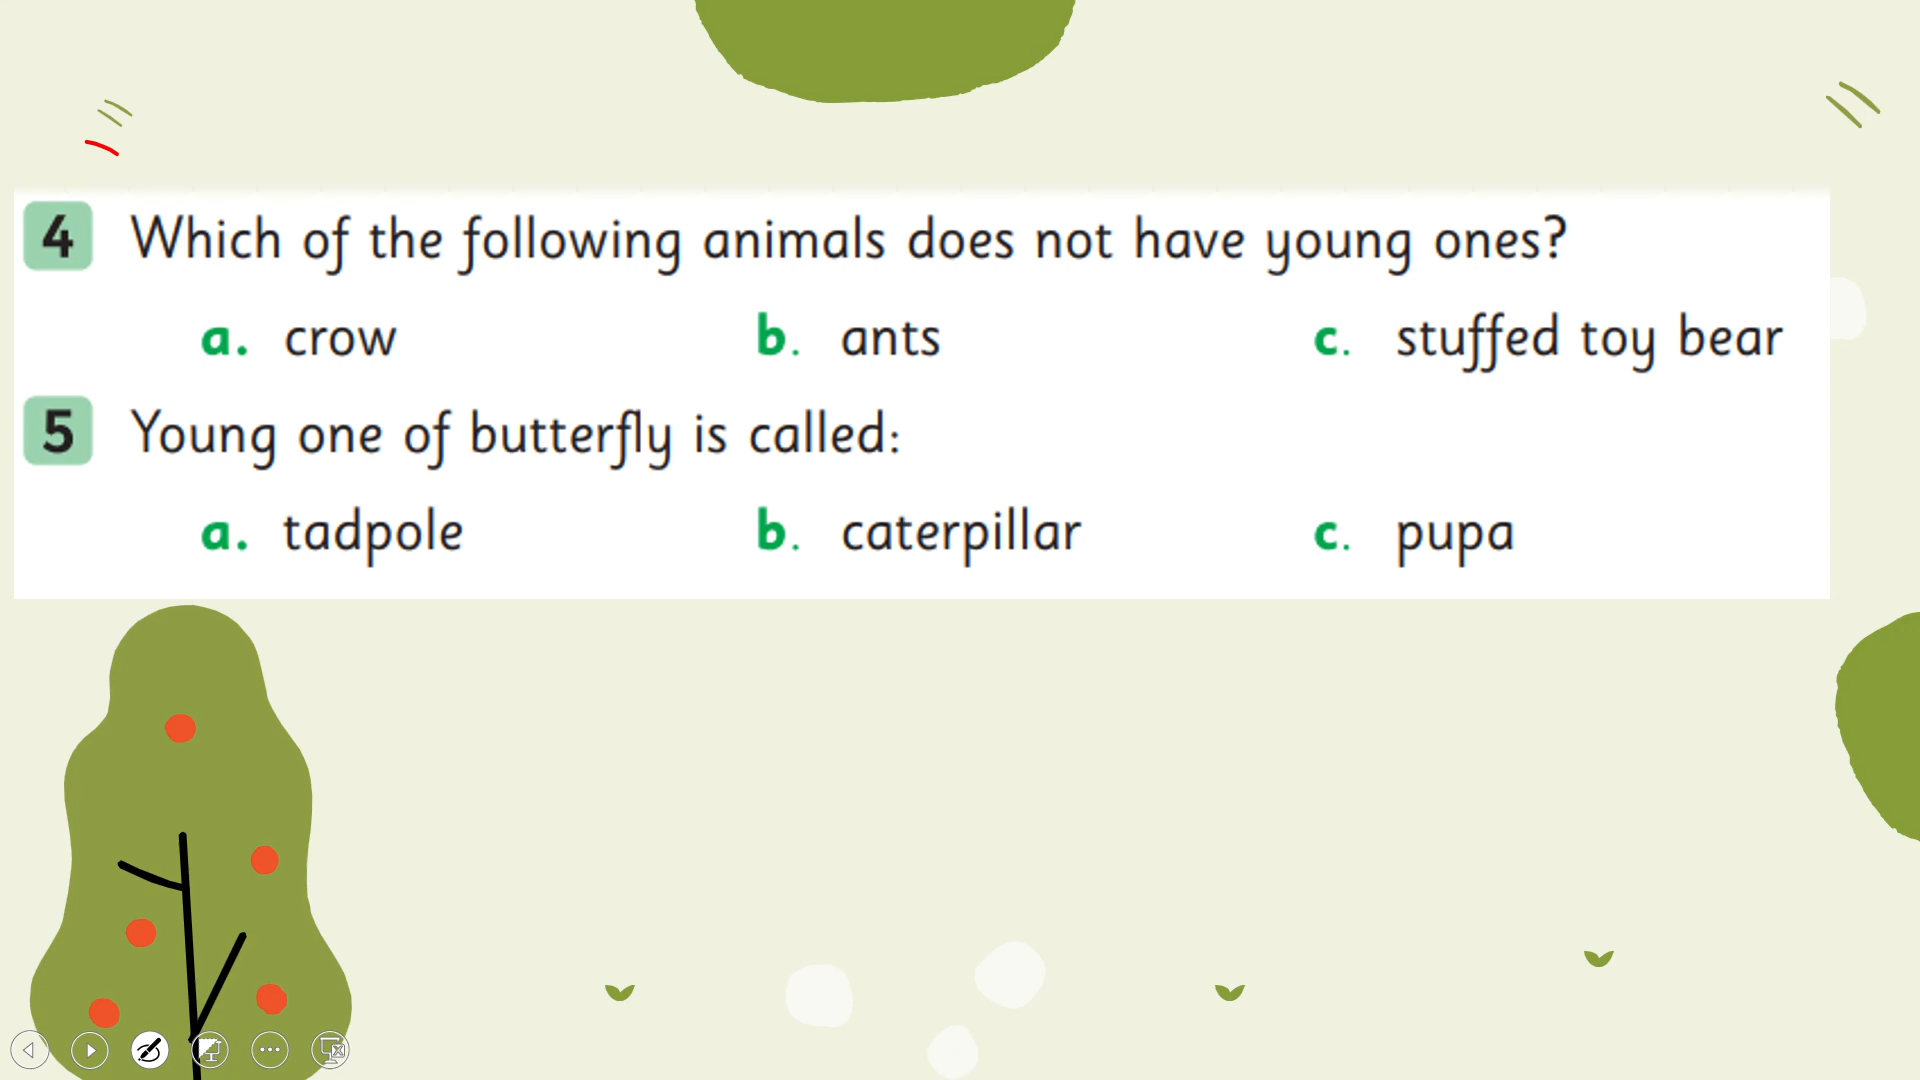 4 Which of the following animals does not have young ones?
a. crow b. ants c. stuffed toy bear
5 Young one of butterfly is called:
a. tadpole b. caterpillar c. pupa